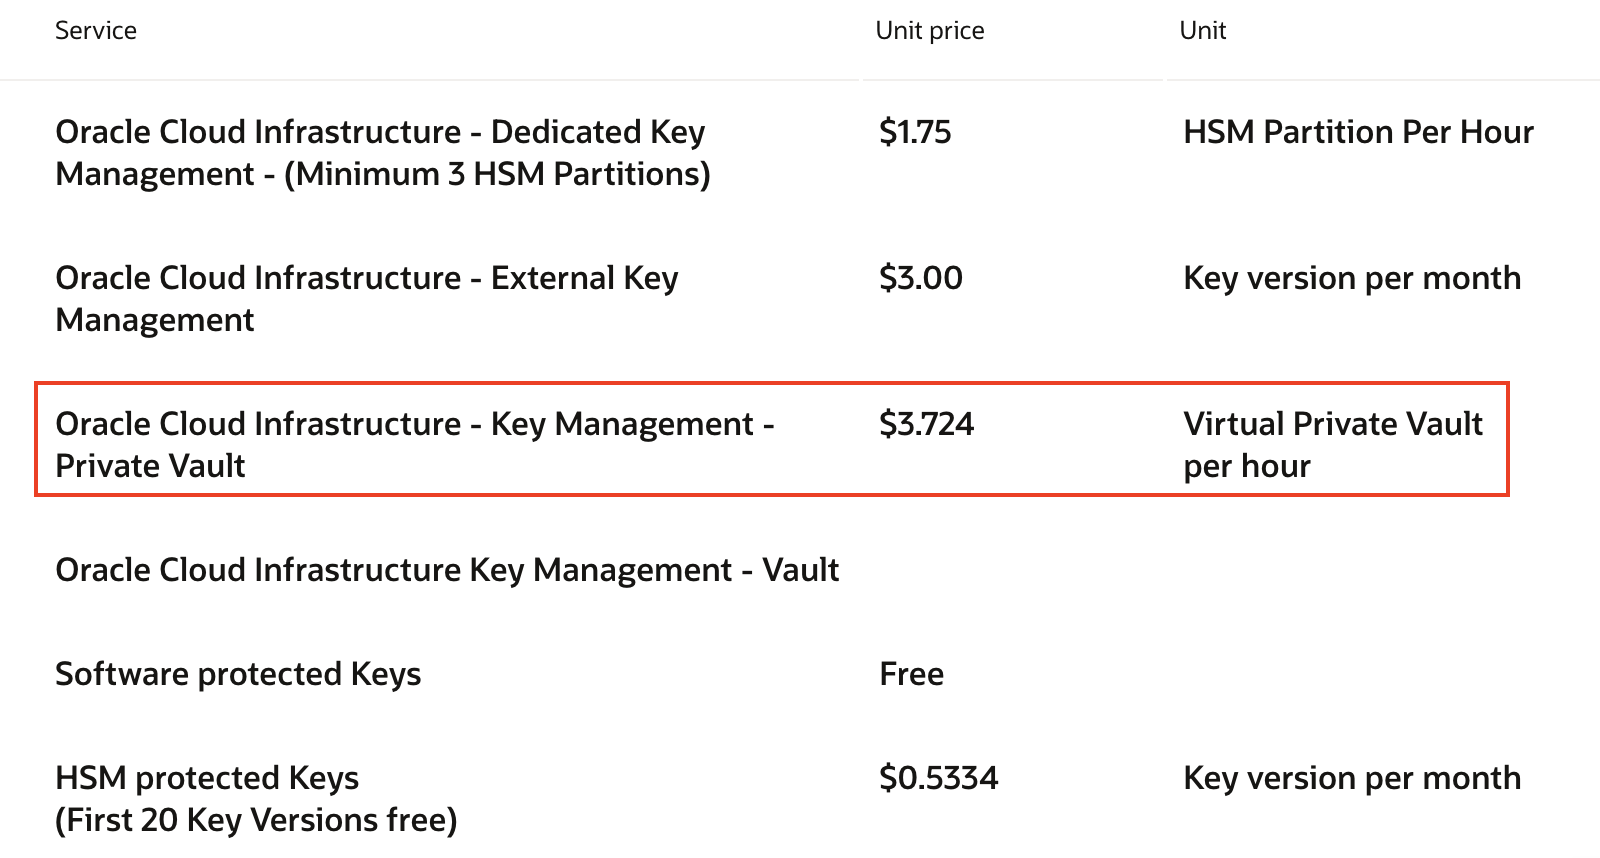 Service Unit price Unit
Oracle Cloud Infrastructure - Dedicated Key $1.75 HSM Partition Per Hour
Management - (Minimum 3 HSM Partitions)
Oracle Cloud Infrastructure - External Key $3.00 Key version per month
Management
Oracle Cloud Infrastructure - Key Management - $3.724 Virtual Private Vault
Private Vault per hour
Oracle Cloud Infrastructure Key Management - Vault
Software protected Keys Free
HSM protected Keys $0.5334 Key version per month
(First 20 Key Versions free)